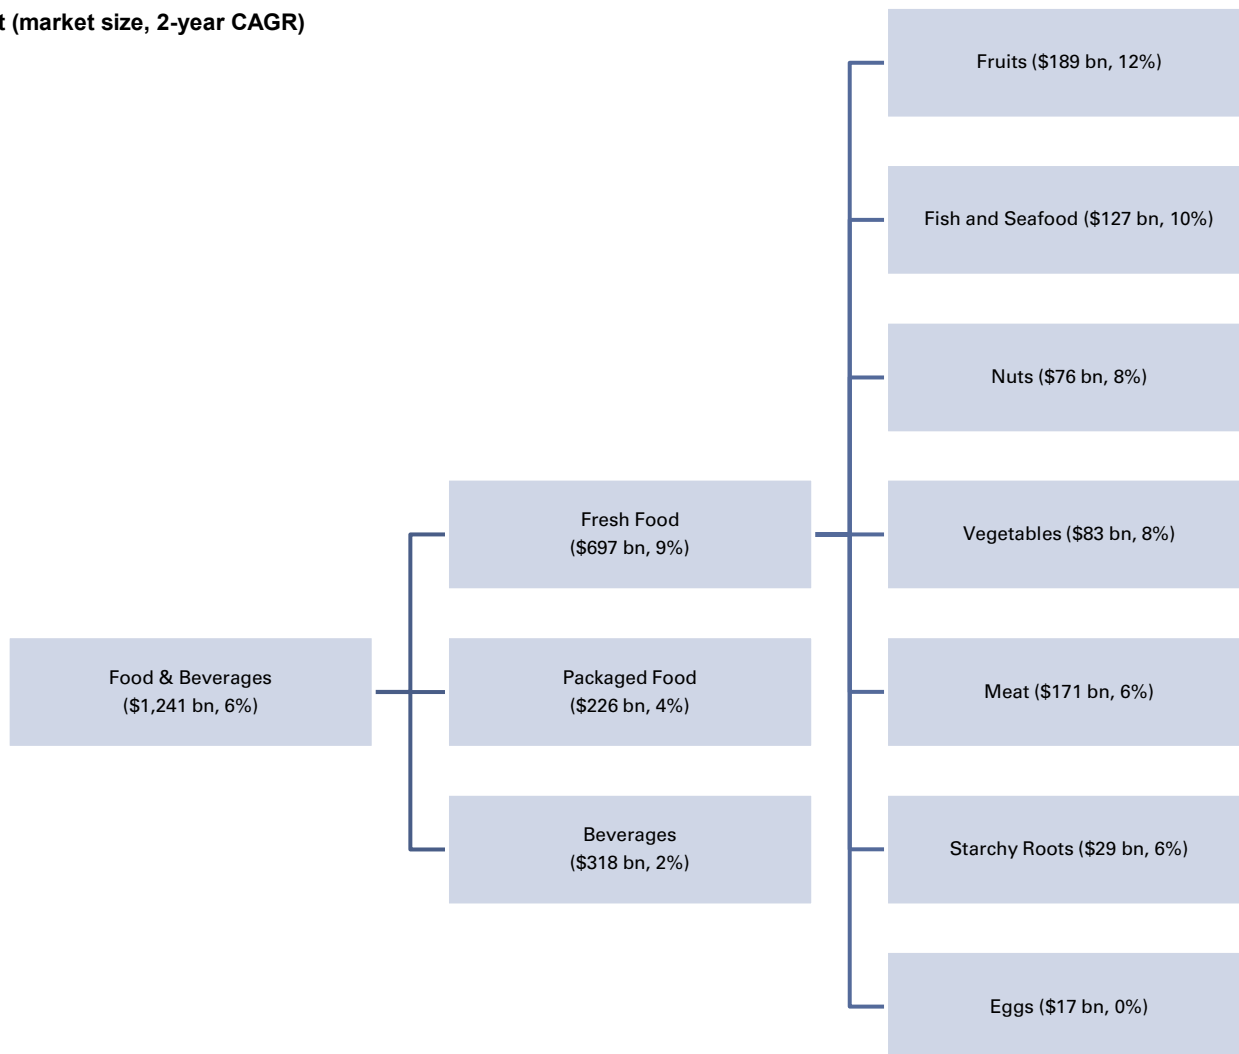 (market size, 2-year CAGR)
Fruits ($189 bn, 12%)
Fish and Seafood ($127 bn, 10%)
Nuts ($76 bn, 8%)
Fresh Food
($697 bn, 9%)
Vegetables ($83 bn, 8%)
Food & Beverages
($1,241 bn, 6%)
Packaged Food
($226 bn, 4%)
Meat ($171 bn, 6%)
Beverages
($318 bn, 2%)
Starchy Roots ($29 bn, 6%)
Eggs ($17 bn, 0%)